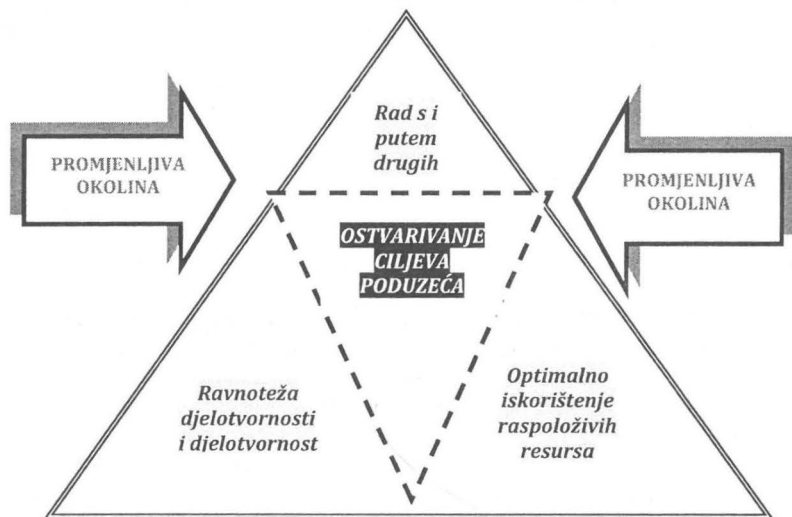 Rad s i
putem
drugih
PROMJENLJIVA
OKOLINA
PROMJENLJIVA
OKOLINA
OSTVARIVANJE
CILJEVA
PODUZEĆA
Ravnoteža
djelotvornosti
i djelotvornost
Optimalno
iskorištenje
raspoloživih
resursa